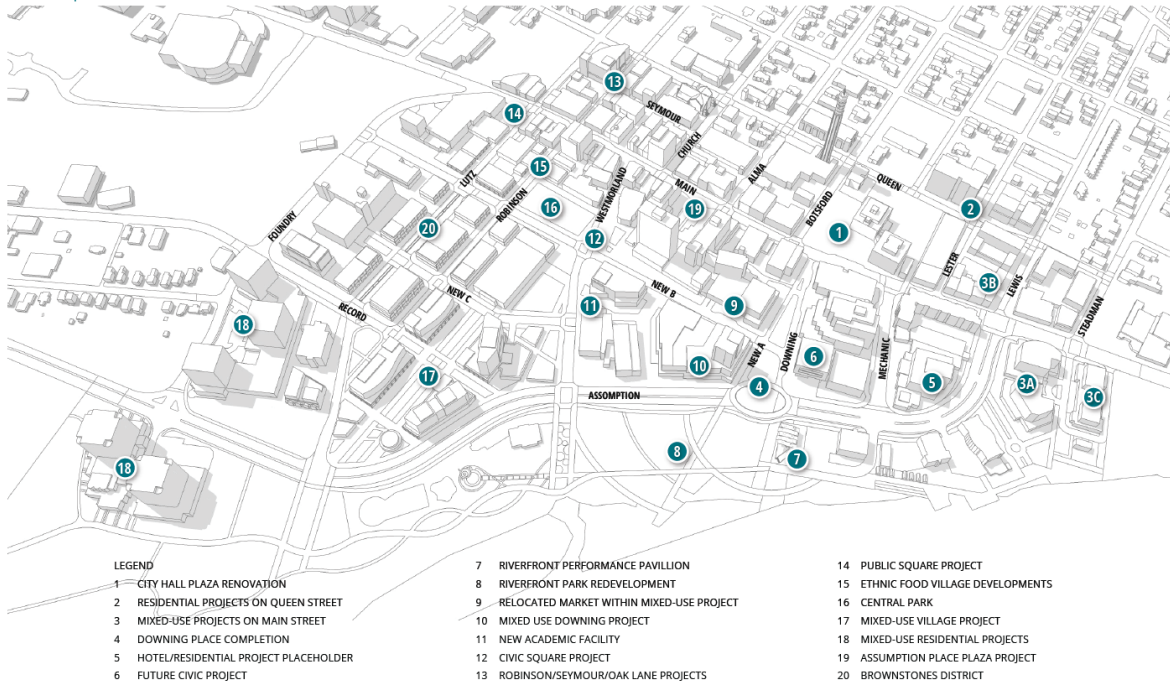 13
14
SEYMOUR
CHURCH
15
LUTZ
ALMA
QUEEN
MAIN
WESTMORLAND
ROBINSON
16
19
2
BOTSFORD
FOUNDRY
20
12
1
LESTER
3B
LEWIS
NEW B
NEW C
11
9
RECORD
18
STEADMAN
NEW A
DOWNING
6
MECHANIC
10
17
4
5
3A
3C
ASSUMPTION
8
7
18
LEGEND
1 CITY HALL PLAZA RENOVATION
2 RESIDENTIAL PROJECTS ON QUEEN STREET
3 MIXED-USE PROJECTS ON MAIN STREET
4 DOWNING PLACE COMPLETION
5 HOTEL/RESIDENTIAL PROJECT PLACEHOLDER
6 FUTURE CIVIC PROJECT
7 RIVERFRONT PERFORMANCE PAVILLION
8 RIVERFRONT PARK REDEVELOPMENT
9 RELOCATED MARKET WITHIN MIXED-USE PROJECT
10 MIXED USE DOWNING PROJECT
11 NEW ACADEMIC FACILITY
12 CIVIC SQUARE PROJECT
13 ROBINSON/SEYMOUR/OAK LANE PROJECTS
14 PUBLIC SQUARE PROJECT
15 ETHNIC FOOD VILLAGE DEVELOPMENTS
16 CENTRAL PARK
17 MIXED-USE VILLAGE PROJECT
18 MIXED-USE RESIDENTIAL PROJECTS
19 ASSUMPTION PLACE PLAZA PROJECT
20 BROWNSTONES DISTRICT